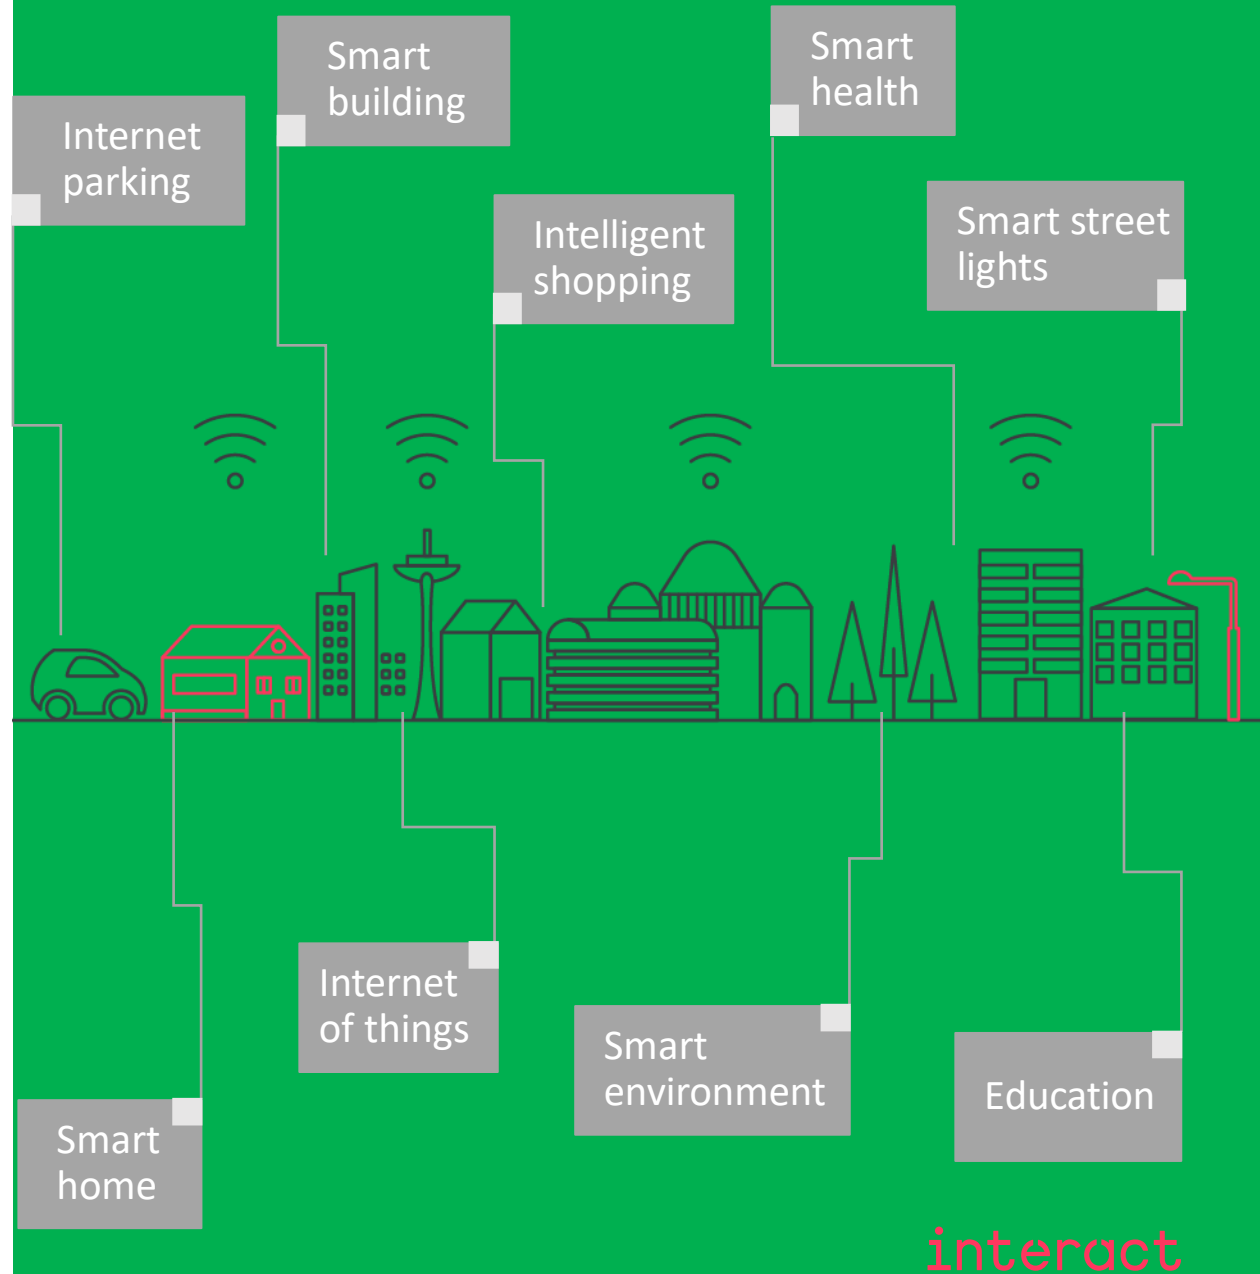 Smart
building
Smart
health
Internet
parking
Intelligent
shopping
Smart street
lights
Internet
of things
Smart
environment
Education
Smart
home
interact